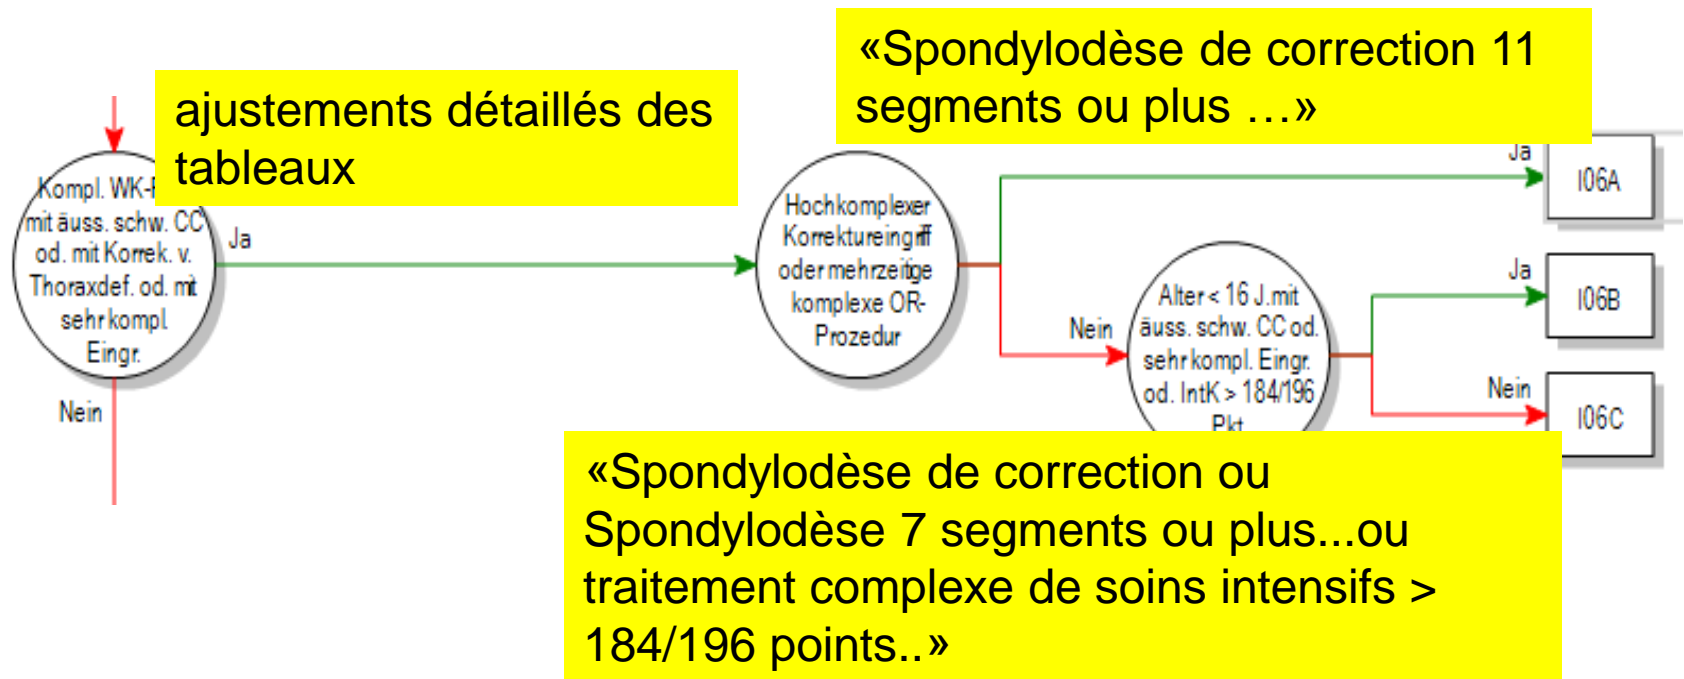 «Spondylodèse de correction 11
segments ou plus …»
ajustements détaillés des
tableaux
Kompl. WK-
mit äuss. schw. CC
od. mit Korrek. v.
Thoraxdef. od. mit
sehr kompl.
Eingr.
Ja
Nein
Hochkomplexer
Korrektureingriff
oder mehrzeitige
komplexe OR-
Prozedur
Ja
I06A
Nein
Alter < 16 J. mit
äuss. schw. CC od.
sehr kompl. Eingr.
od. IntK > 184/196
Pkt
Ja
I06B
Nein
I06C
«Spondylodèse de correction ou
Spondylodèse 7 segments ou plus...ou
traitement complexe de soins intensifs >
184/196 points..»